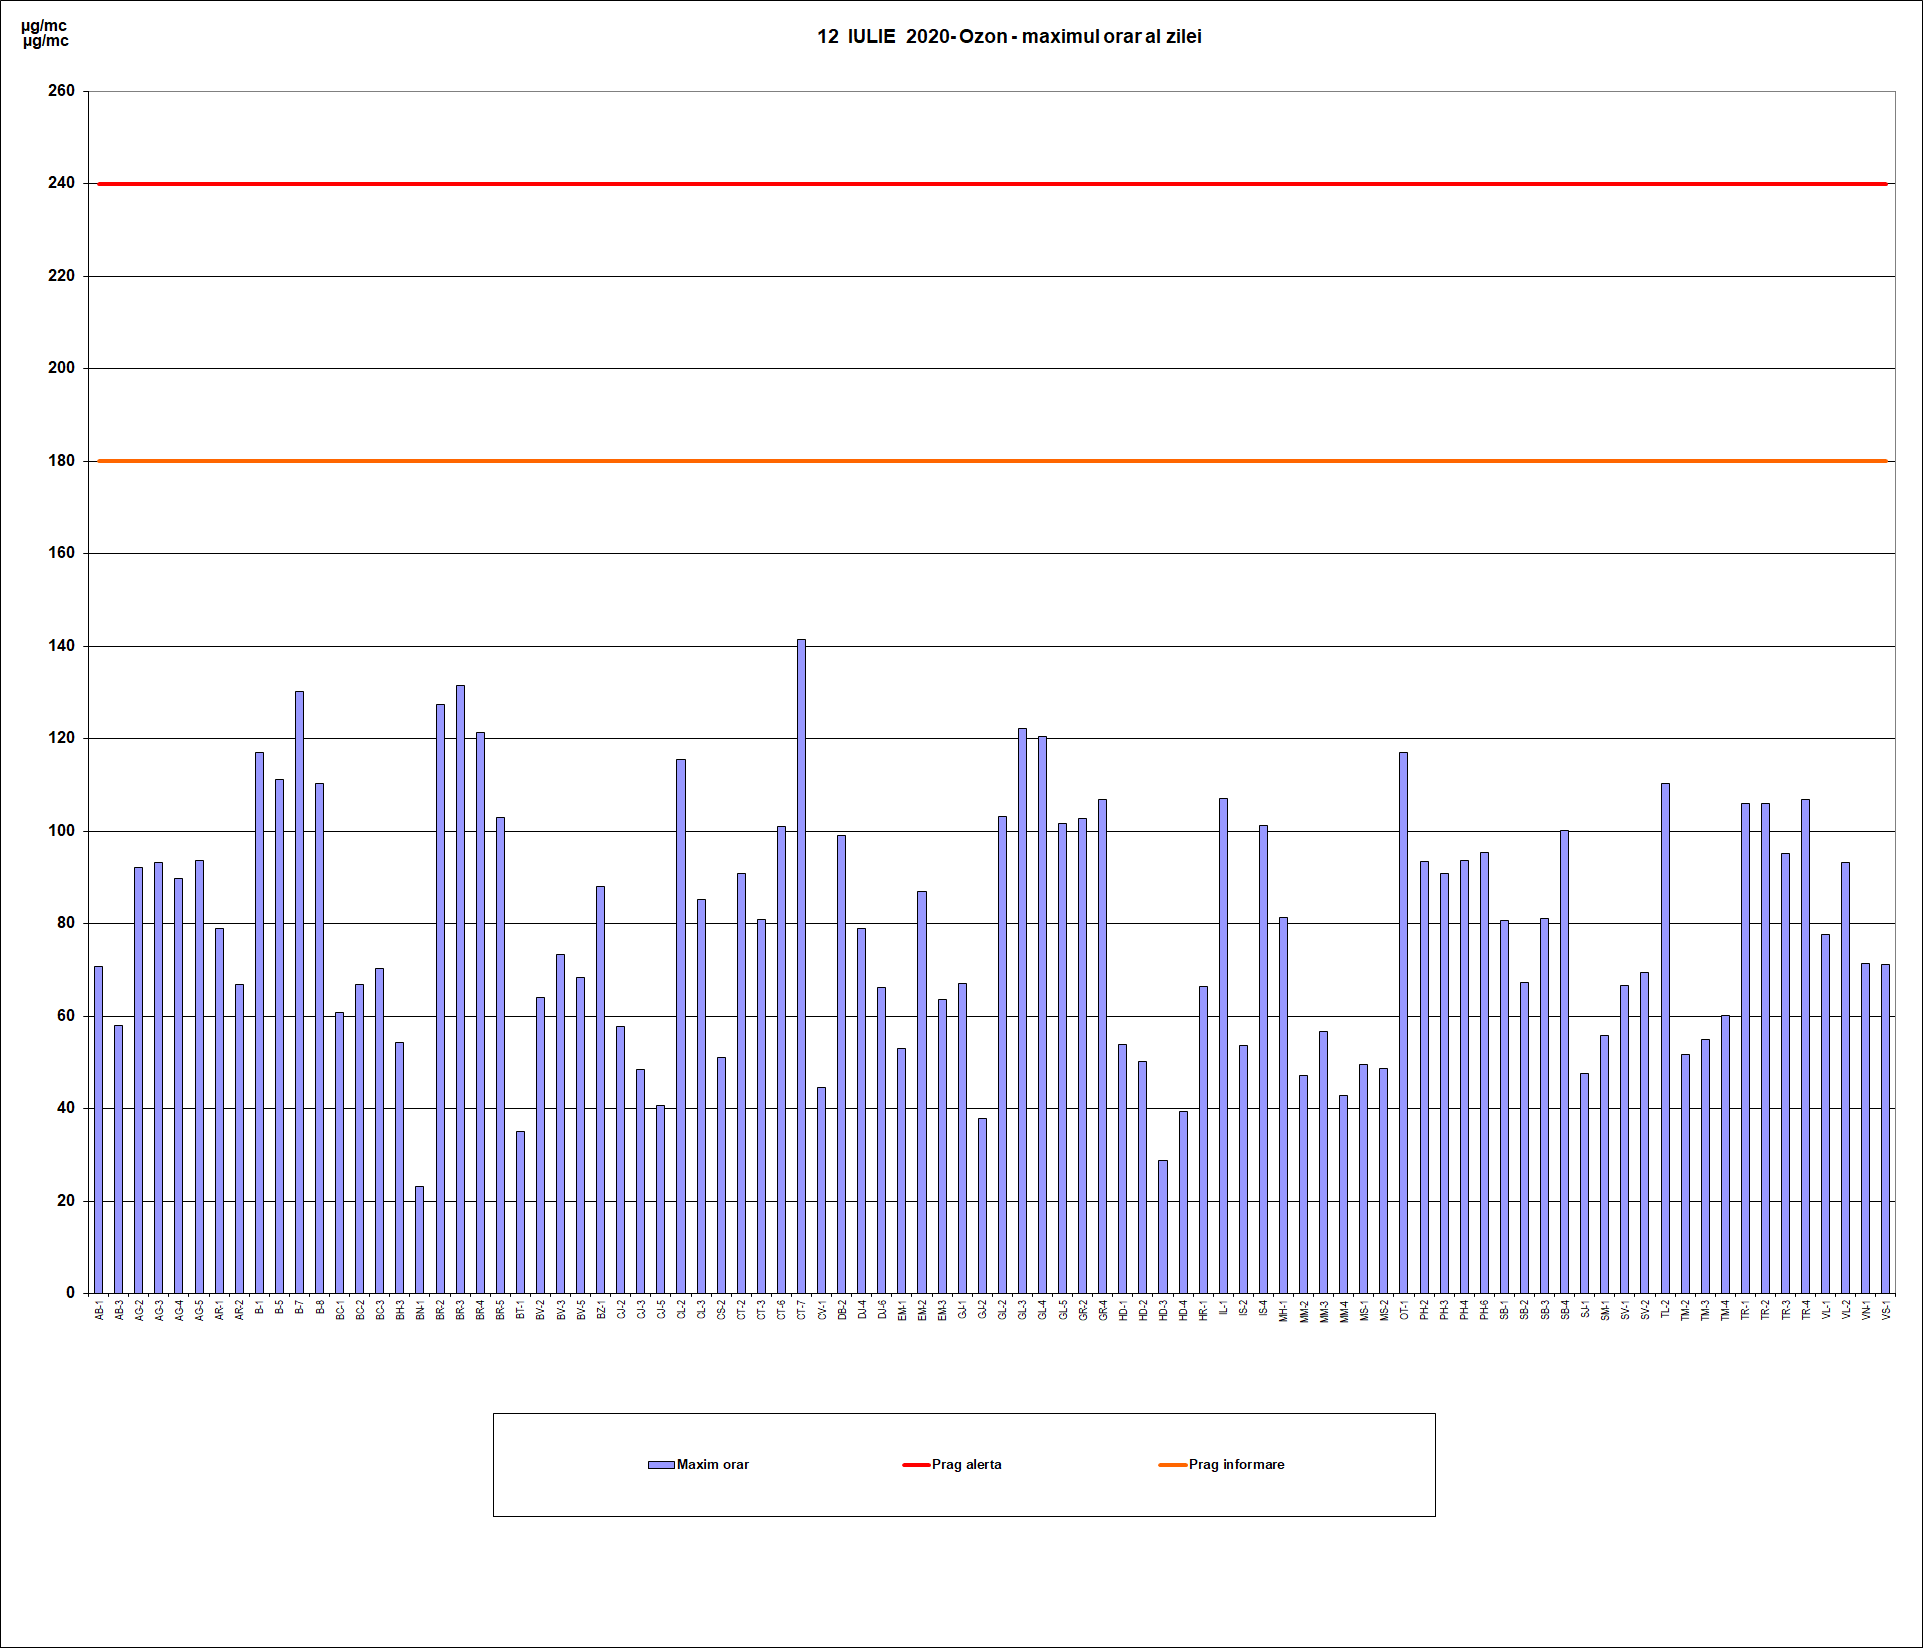 µg/mc
µg/mc
12 IULIE 2020- Ozon - maximul orar al zilei
260
240
220
200
180
160
140
120
100
80
60
40
20
0
AB-1 AB-3 AG-2 AG-3 AG-4 AG-5 AR-1 AR-2 B-1 B-5 B-7 B-8 BC-1 BC-2 BC-3 BH-3 BN-1 BR-2 BR-3 BR-4 BR-5 BT-1 BV-2 BV-3 BV-5 BZ-1 CJ-2 CJ-3 CJ-5 CL-2 CL-3 CS-2 CT-2 CT-3 CT-6 CT-7 CV-1 DB-2 DJ-4 DJ-6 EM-1 EM-2 EM-3 GJ-1 GJ-2 GL-2 GL-3 GL-4 GL-5 GR-2 GR-4 HD-1 HD-2 HD-3 HD-4 HR-1 IL-1 IS-2 IS-4 MH-1 MM-2 MM-3 MM-4 MS-1 MS-2 OT-1 PH-2 PH-3 PH-4 PH-6 SB-1 SB-2 SB-3 SB-4 SJ-1 SM-1 SV-1 SV-2 TL-2 TM-2 TM-3 TM-4 TR-1 TR-2 TR-3 TR-4 VL-1 VL-2 VN-1 VS-1
Maxim orar Prag alerta Prag informare